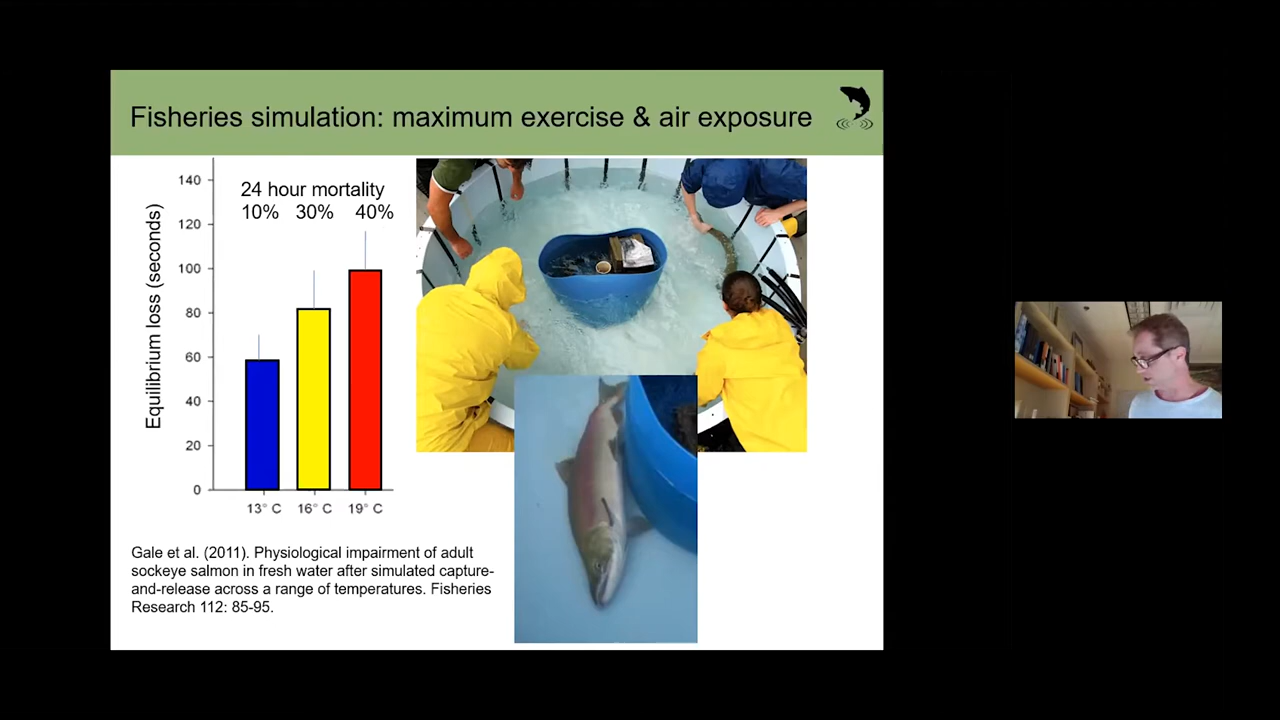 Fisheries simulation: maximum exercise & air exposure
24 hour mortality
10% 30% 40%
Equilibrium loss (seconds)
140
120
100
80
60
40
20
0
13° C 16° C 19° C
Gale et al. (2011). Physiological impairment of adult
sockeye salmon in fresh water after simulated capture-
and-release across a range of temperatures. Fisheries
Research 112: 85-95.